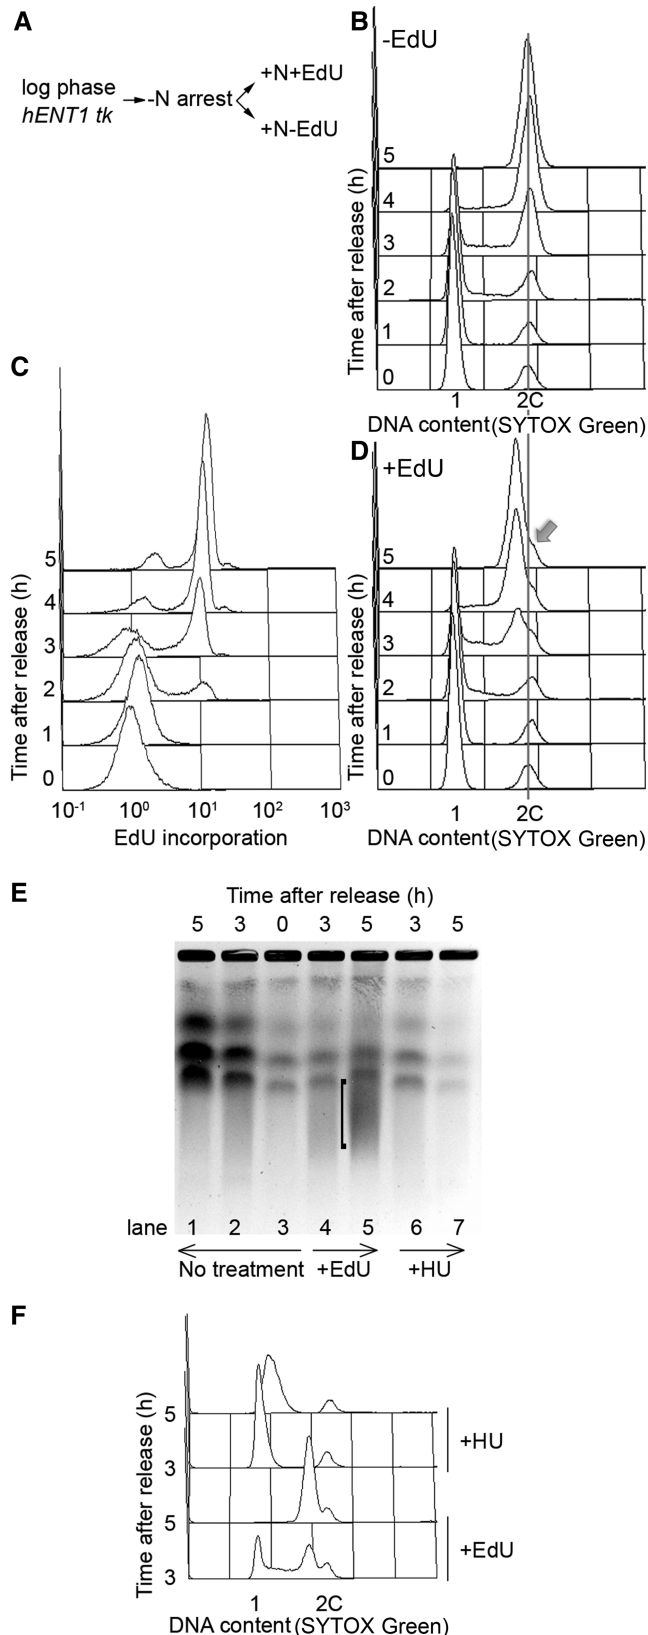 A
log phase
hENT1 tk
-N arrest
+N+EdU
+N-EdU
B
-EdU
Time after release (h)
5
4
3
2
1
0
1
2C
DNA content(SYTOX Green)
C
Time after release (h)
5
4
3
2
1
0
10-1
10⁰
10¹
10²
10³
EdU incorporation
D
+EdU
Time after release (h)
5
4
3
2
1
0
1
2C
DNA content(SYTOX Green)
E
Time after release (h)
5 3 0 3 5 3 5
lane 1 2 3 4 5 6 7
No treatment +EdU +HU
F
Time after release (h)
5
3
+HU
5
3
+EdU
1
2C
DNA content (SYTOX Green)